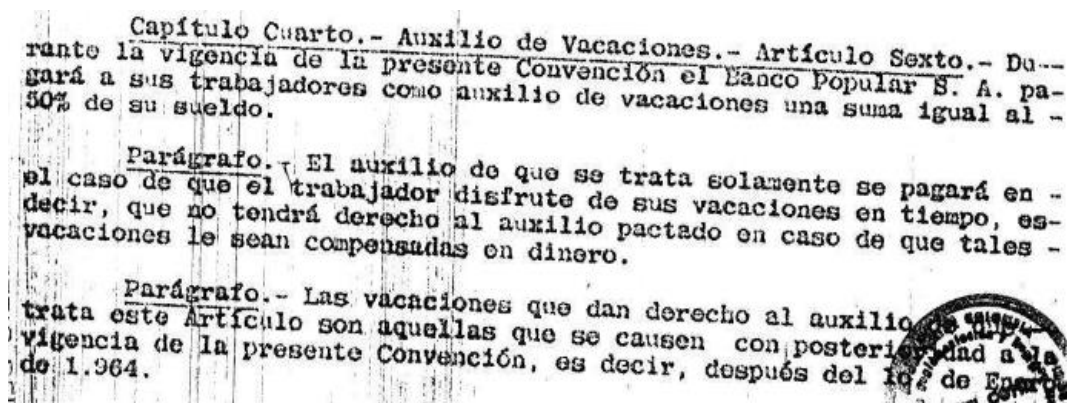 Capítulo Cuarto.- Auxilio de Vacaciones.- Artículo Sexto.- Du--
rante la vigencia de la presente Convención el Banco Popular S. A. pa-
gará a sus trabajadores como auxilio de vacaciones una suma igual al -
50% de su sueldo.
Parágrafo.- El auxilio de que se trata solamente se pagará en -
el caso de que el trabajador disfrute de sus vacaciones en tiempo, es-
decir, que no tendrá derecho al auxilio pactado en caso de que tales -
vacaciones le sean compensadas en dinero.
Parágrafo.- Las vacaciones que dan derecho al auxilio de que
trata este Artículo son aquellas que se causen con posterioridad a la
vigencia de la presente Convención, es decir, después del 1o de Enero
de 1.964.